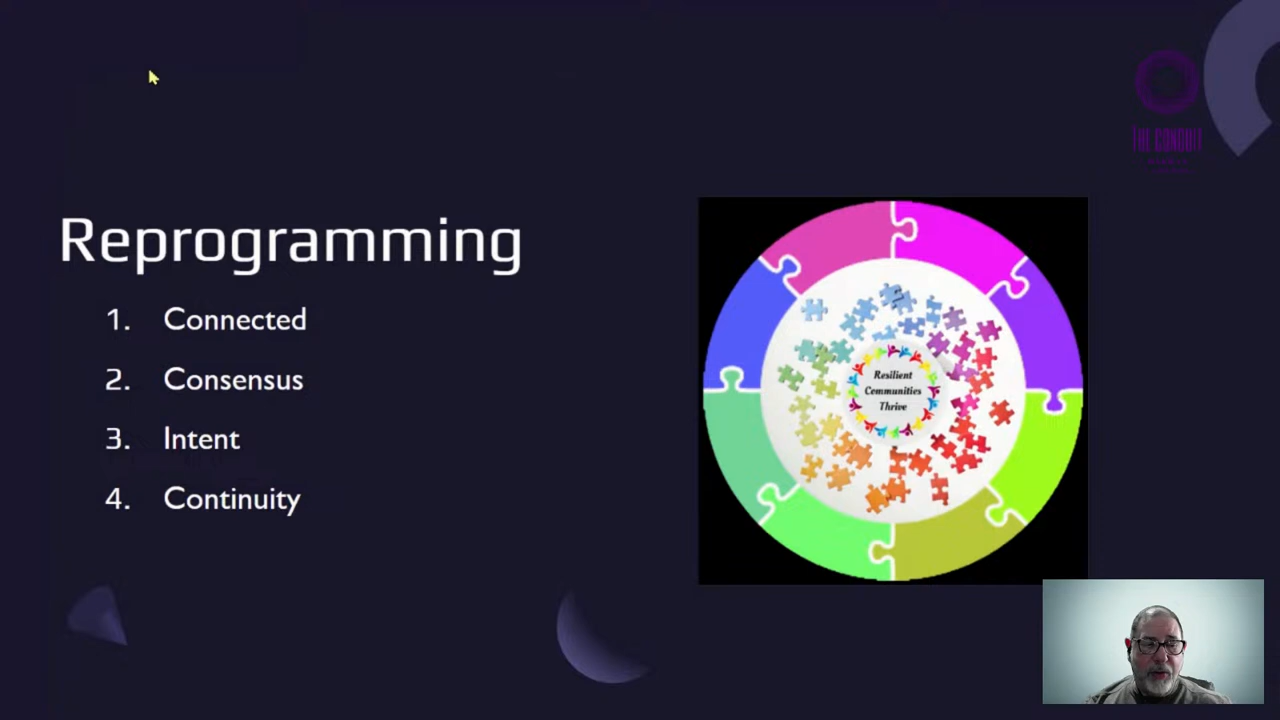 THE CONDUIT
Reprogramming
1. Connected
2. Consensus
3. Intent
4. Continuity
Resilient
Communities
Thrive